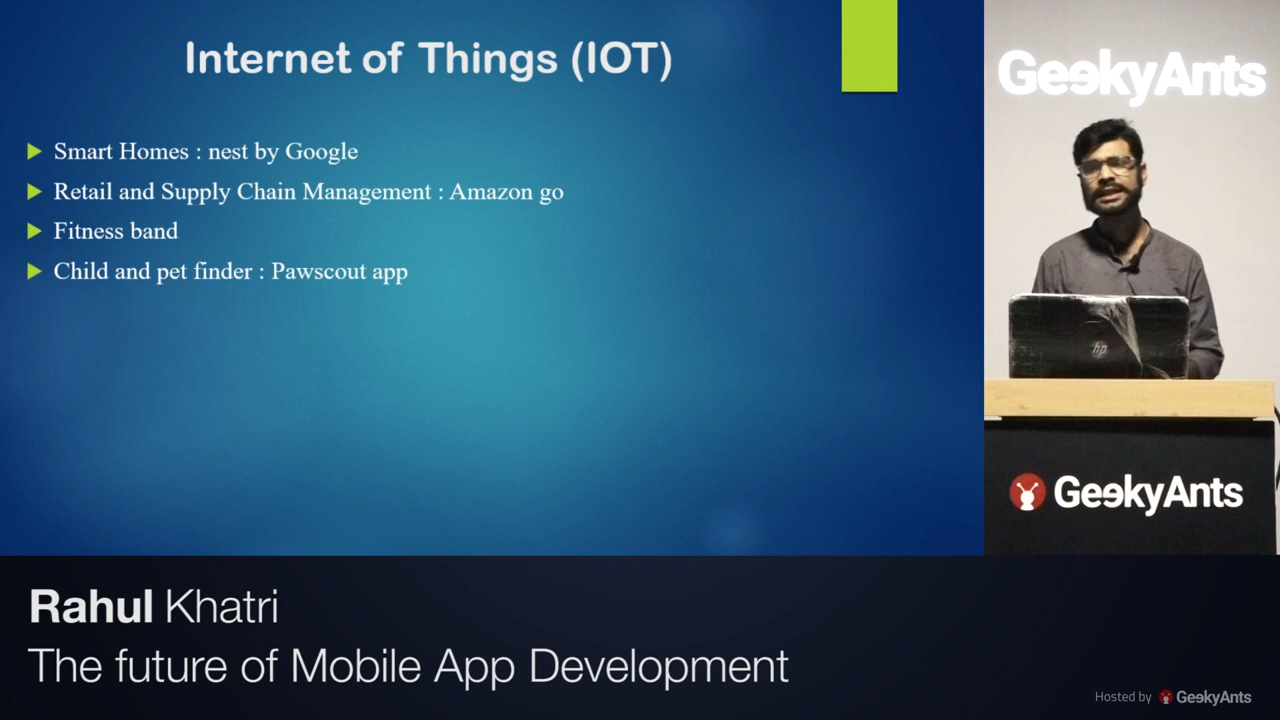 Internet of Things (IOT)
Smart Homes : nest by Google
Retail and Supply Chain Management : Amazon go
Fitness band
Child and pet finder : Pawscout app
GeekyAnts
hp
GeekyAnts
Rahul Khatri
The future of Mobile App Development
Hosted by GeekyAnts